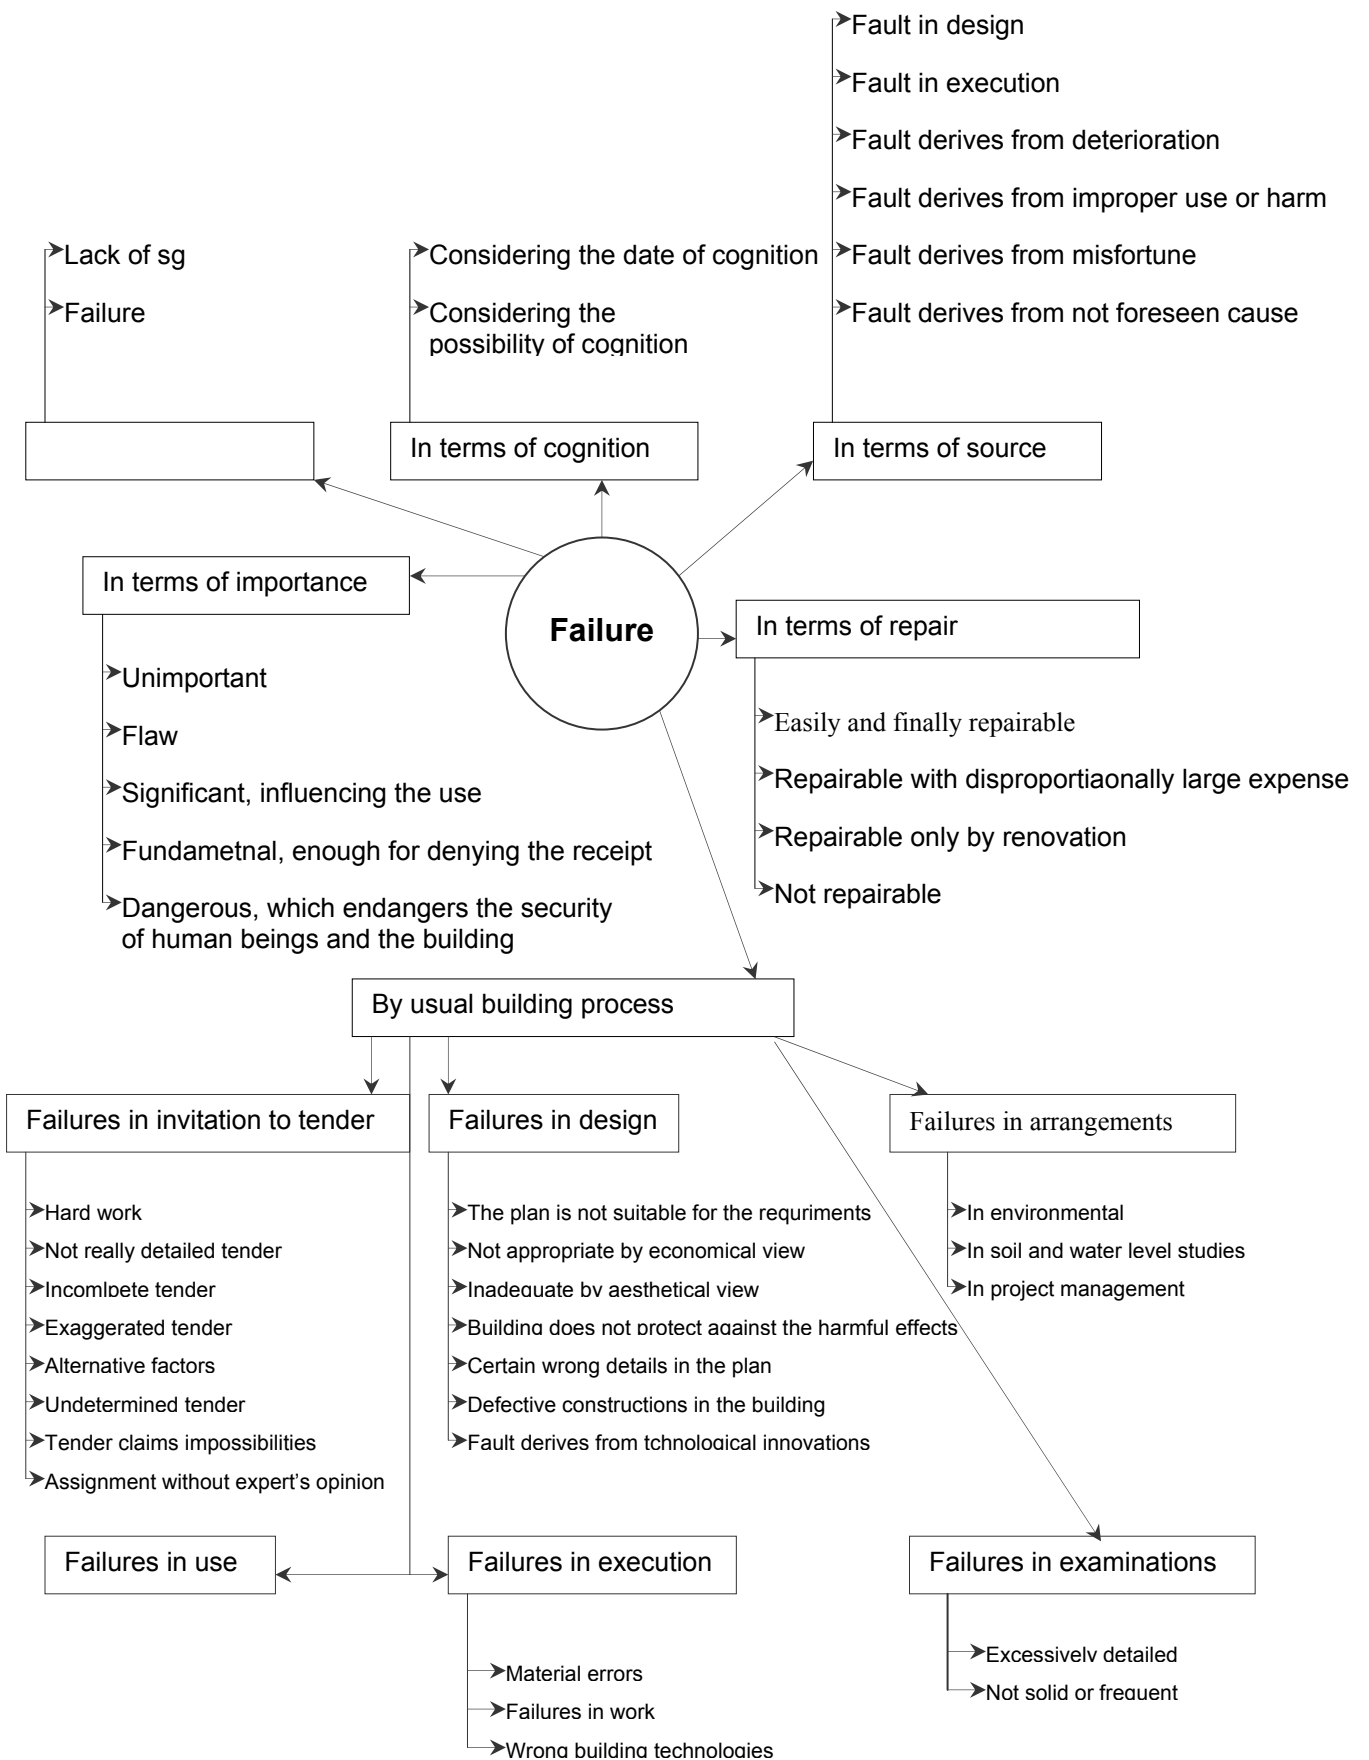 Fault in design
Fault in execution
Fault derives from deterioration
Fault derives from improper use or harm
Fault derives from misfortune
Fault derives from not foreseen cause
Lack of sg
Failure
Considering the date of cognition
Considering the
possibility of cognition
In terms of cognition
In terms of source
In terms of importance
Failure
In terms of repair
Unimportant
Flaw
Significant, influencing the use
Fundametnal, enough for denying the receipt
Dangerous, which endangers the security
of human beings and the building
Easily and finally repairable
Repairable with disproportiaonally large expense
Repairable only by renovation
Not repairable
By usual building process
Failures in invitation to tender
Failures in design
Failures in arrangements
Hard work
Not really detailed tender
Incomlpete tender
Exaggerated tender
Alternative factors
Undetermined tender
Tender claims impossibilities
Assignment without expert’s opinion
The plan is not suitable for the requriments
Not appropriate by economical view
Inadequate by aesthetical view
Building does not protect against the harmful effects
Certain wrong details in the plan
Defective constructions in the building
Fault derives from tchnological innovations
In environmental
In soil and water level studies
In project management
Failures in use
Failures in execution
Failures in examinations
Material errors
Failures in work
Wrong building technologies
Excessively detailed
Not solid or frequent